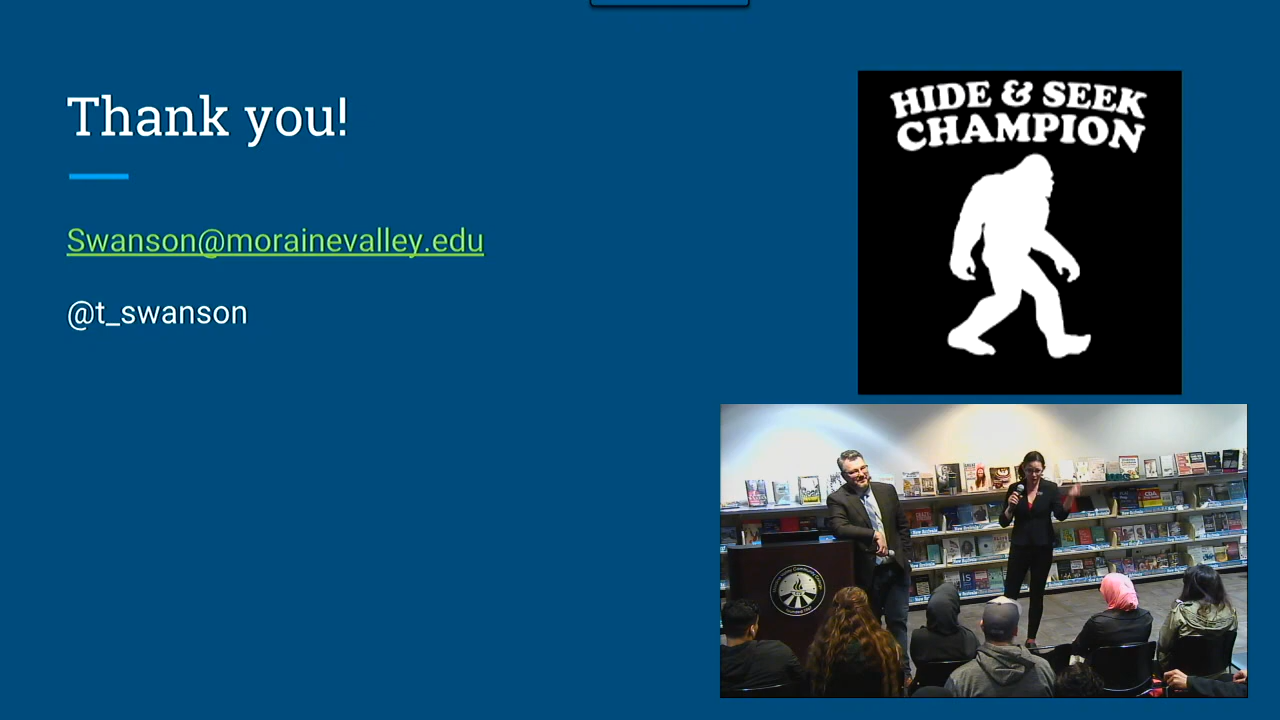 Thank you!
Swanson@morainevalley.edu
@t_swanson
HIDE & SEEK
CHAMPION